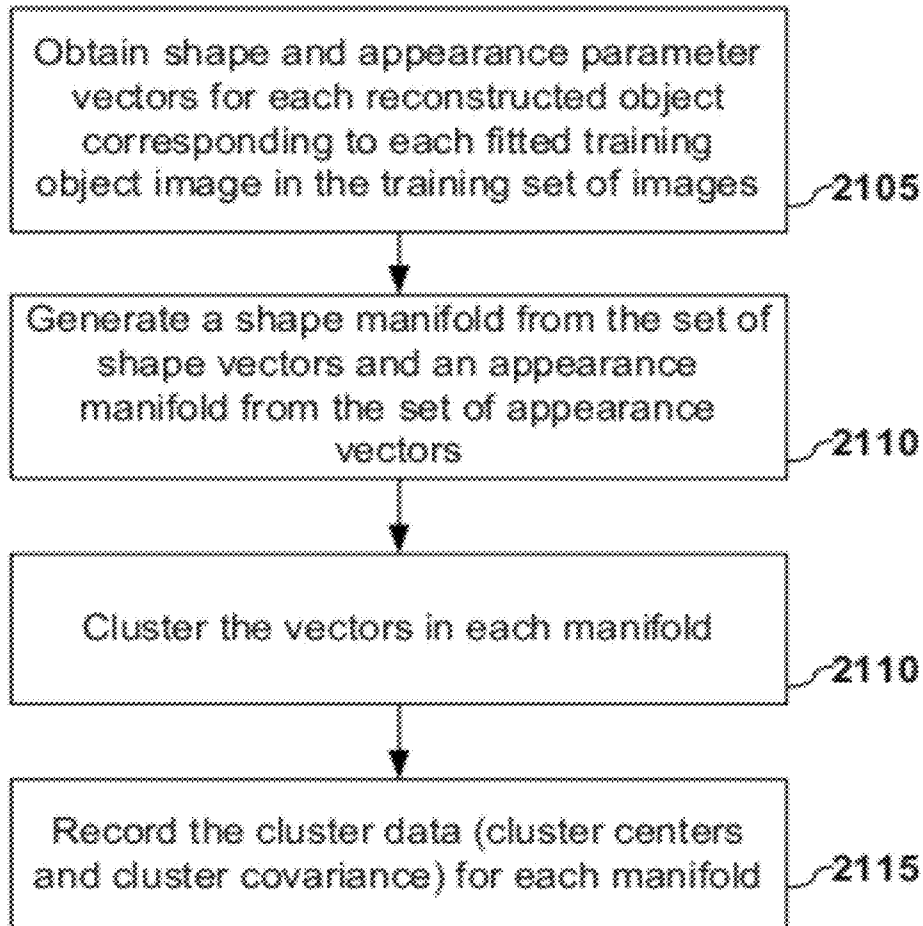 Obtain shape and appearance parameter
vectors for each reconstructed object
corresponding to each fitted training
object image in the training set of images
2105
Generate a shape manifold from the set of
shape vectors and an appearance
manifold from the set of appearance
vectors
2110
Cluster the vectors in each manifold
2110
Record the cluster data (cluster centers
and cluster covariance) for each manifold
2115